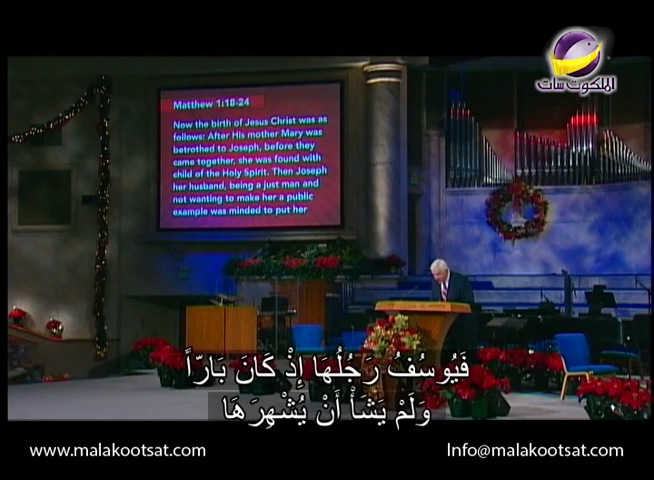 الملكوت سات
Matthew 1:18-24
Now the birth of Jesus Christ was as
follows: After His mother Mary was
betrothed to Joseph, before they
came together, she was found with
child of the Holy Spirit. Then Joseph
her husband, being a just man and
not wanting to make her a public
example was minded to put her
فَيُوسُفُ رَجُلُهَا إِذْ كَانَ بَارّاً
وَلَمْ يَشَأْ أَنْ يُشْهِرَهَا
www.malakootsat.com
Info@malakootsat.com